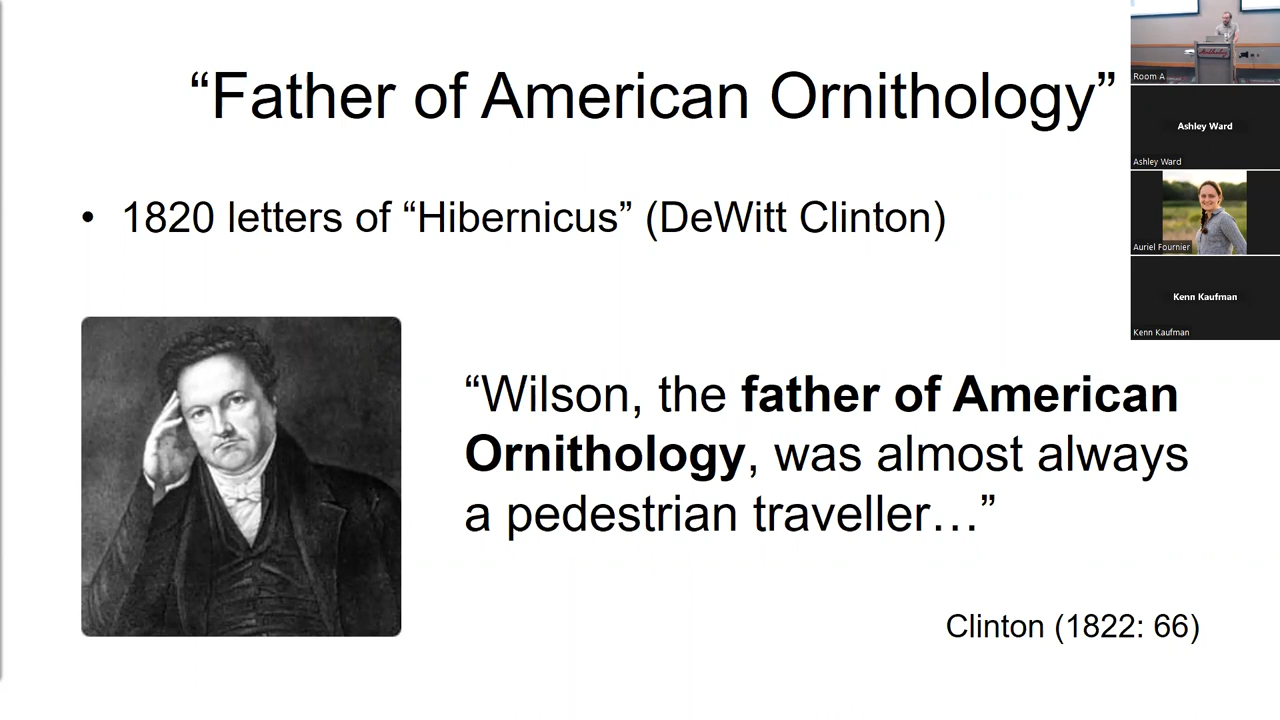 “Father of American Ornithology”
• 1820 letters of “Hibernicus” (DeWitt Clinton)
“Wilson, the father of American
Ornithology, was almost always
a pedestrian traveller…”
Clinton (1822: 66)
Room A
Ashley Ward
Ashley Ward
Auriel Fournier
Kenn Kaufman
Kenn Kaufman